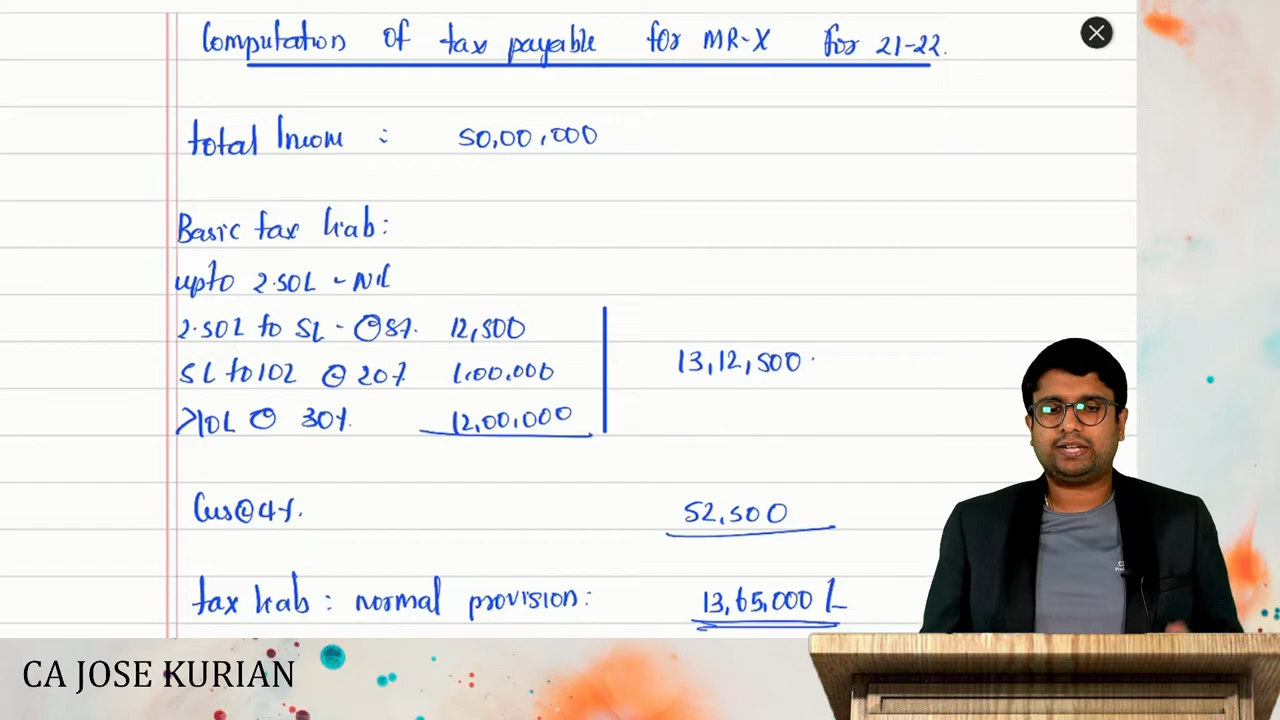 Computation of tax payable for MR-X for 21-22.
total Income : 50,00,000
Basic tax liab:
upto 2.50L - Nil
2.50L to 5L - @5%. 12,500
5L to 10L @ 20% 1,00,000
13,12,500
>10L @ 30%. 12,00,000
Cess@4%. 52,500
tax liab : normal provision: 13,65,000
CA JOSE KURIAN